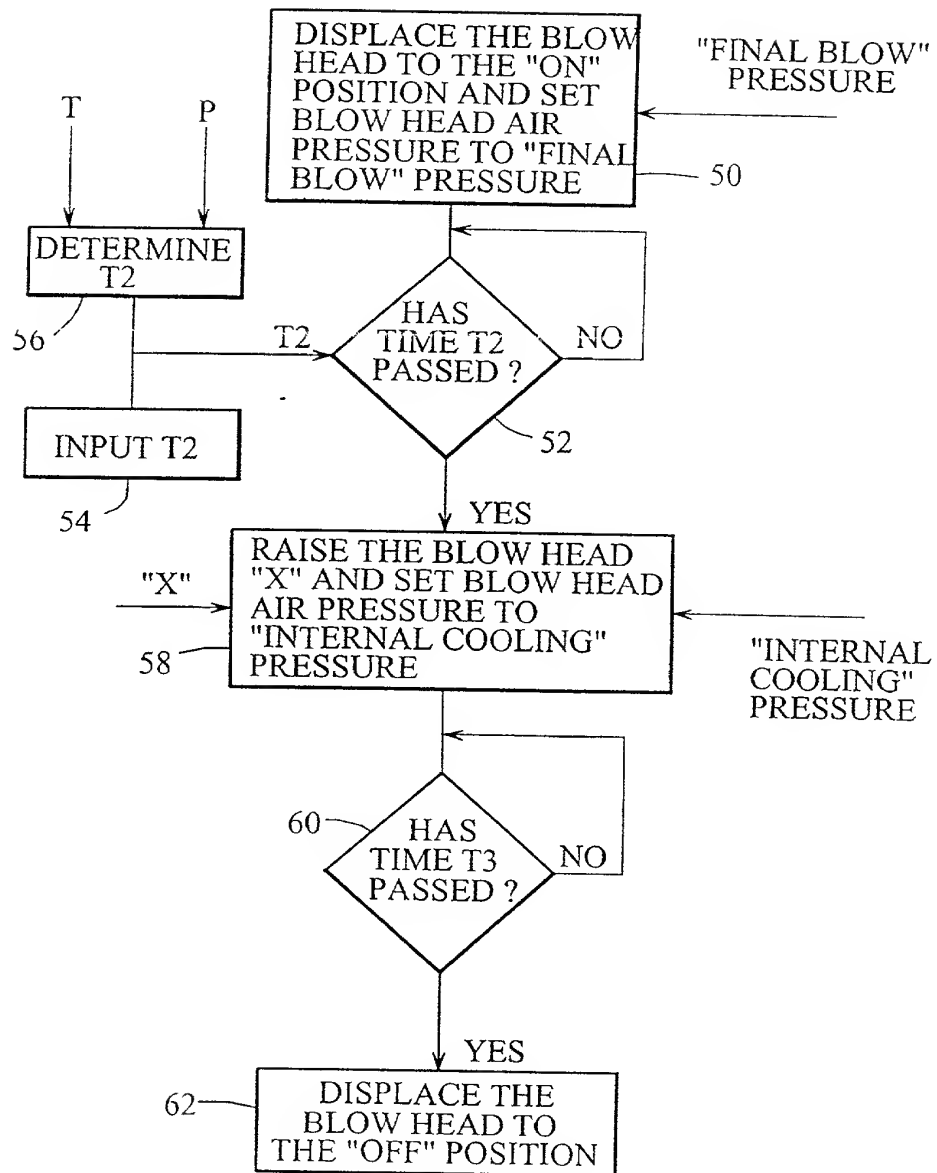 DISPLACE THE BLOW
HEAD TO THE "ON"
POSITION AND SET
BLOW HEAD AIR
PRESSURE TO "FINAL
BLOW" PRESSURE
"FINAL BLOW"
PRESSURE
50
T
P
DETERMINE
T2
56
T2
HAS
TIME T2
PASSED ?
NO
52
INPUT T2
54
YES
RAISE THE BLOW HEAD
"X" AND SET BLOW HEAD
AIR PRESSURE TO
"INTERNAL COOLING"
PRESSURE
"X"
58
"INTERNAL
COOLING"
PRESSURE
60
HAS
TIME T3
PASSED ?
NO
YES
62
DISPLACE THE
BLOW HEAD TO
THE "OFF" POSITION